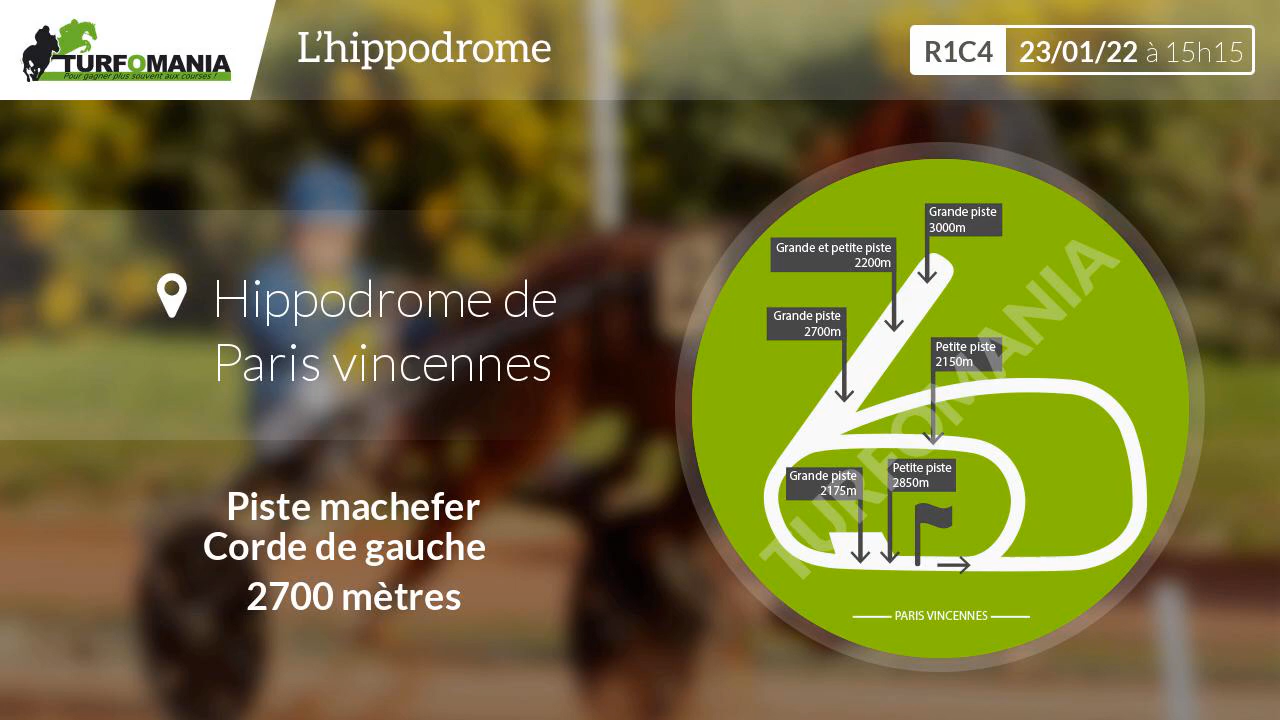 TURFOMANIA
Pour gagner plus souvent aux courses !
L'hippodrome
R1C4 23/01/22 à 15h15
Hippodrome de
Paris vincennes
Piste machefer
Corde de gauche
2700 mètres
Grande piste
3000m
Grande et petite piste
2200m
Grande piste
2700m
Petite piste
2150m
Grande piste
2175m
Petite piste
2850m
TURFOMANIA
PARIS VINCENNES